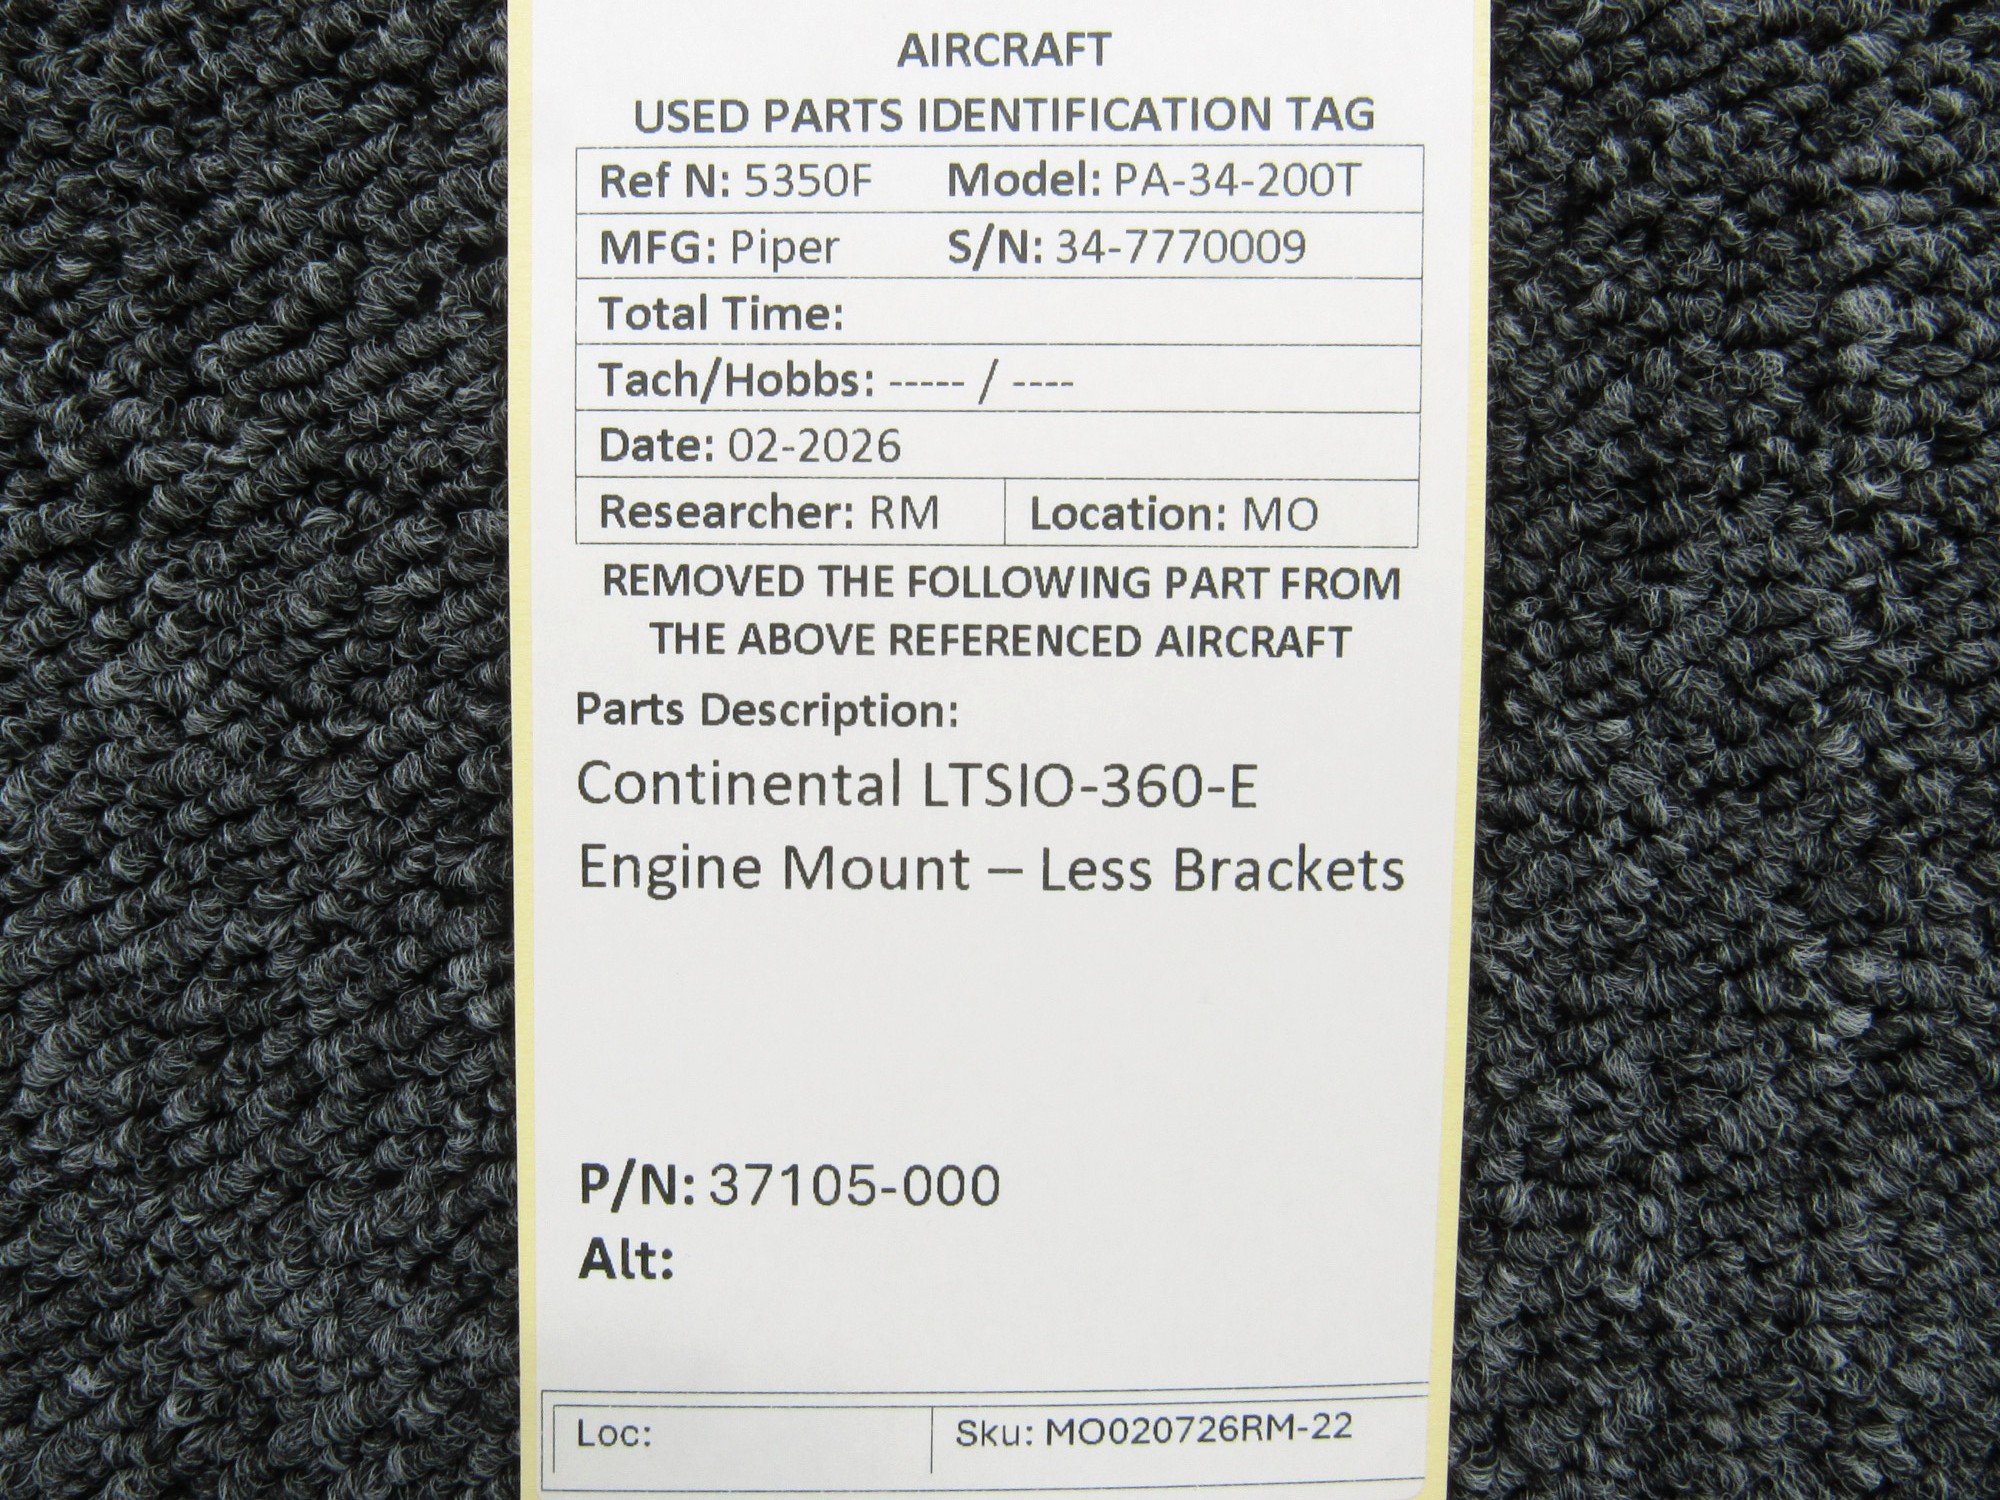 AIRCRAFT
USED PARTS IDENTIFICATION TAG
Ref N: 5350F Model: PA-34-200T
MFG: Piper S/N: 34-7770009
Total Time:
Tach/Hobbs: ----- / ----
Date: 02-2026
Researcher: RM Location: MO
REMOVED THE FOLLOWING PART FROM
THE ABOVE REFERENCED AIRCRAFT
Parts Description:
Continental LTSIO-360-E
Engine Mount – Less Brackets
P/N: 37105-000
Alt:
Loc: Sku: MO020726RM-22